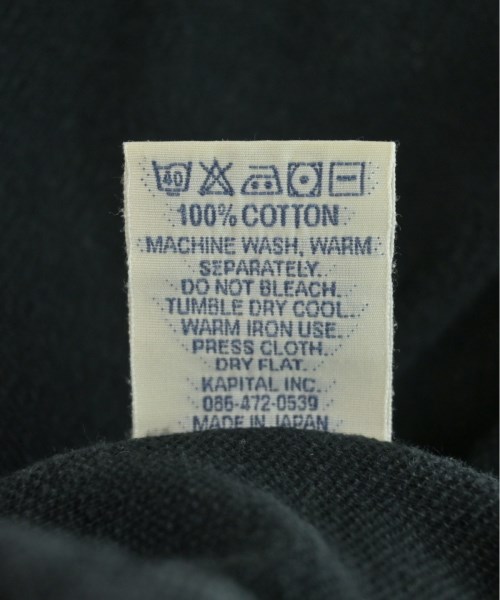 40
100% COTTON
MACHINE WASH, WARM
SEPARATELY.
DO NOT BLEACH.
TUMBLE DRY COOL.
WARM IRON USE.
PRESS CLOTH.
DRY FLAT.
KAPITAL INC.
086-472-0539
MADE IN JAPAN